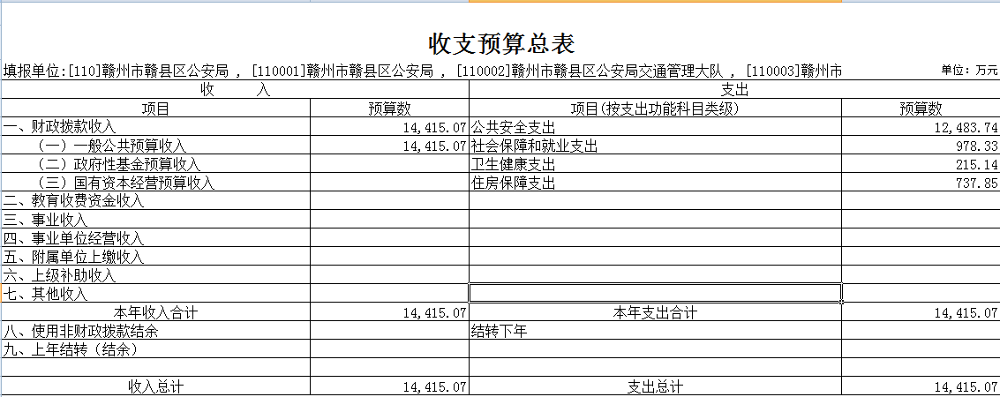 收支预算总表
填报单位:[110]赣州市赣县区公安局 , [110001]赣州市赣县区公安局 , [110002]赣州市赣县区公安局交通管理大队 , [110003]赣州市 单位：万元
收 入 支出
项目 预算数 项目(按支出功能科目类级) 预算数
一、财政拨款收入 14,415.07 公共安全支出 12,483.74
（一）一般公共预算收入 14,415.07 社会保障和就业支出 978.33
（二）政府性基金预算收入 卫生健康支出 215.14
（三）国有资本经营预算收入 住房保障支出 737.85
二、教育收费资金收入
三、事业收入
四、事业单位经营收入
五、附属单位上缴收入
六、上级补助收入
七、其他收入
本年收入合计 14,415.07 本年支出合计 14,415.07
八、使用非财政拨款结余 结转下年
九、上年结转（结余）
收入总计 14,415.07 支出总计 14,415.07